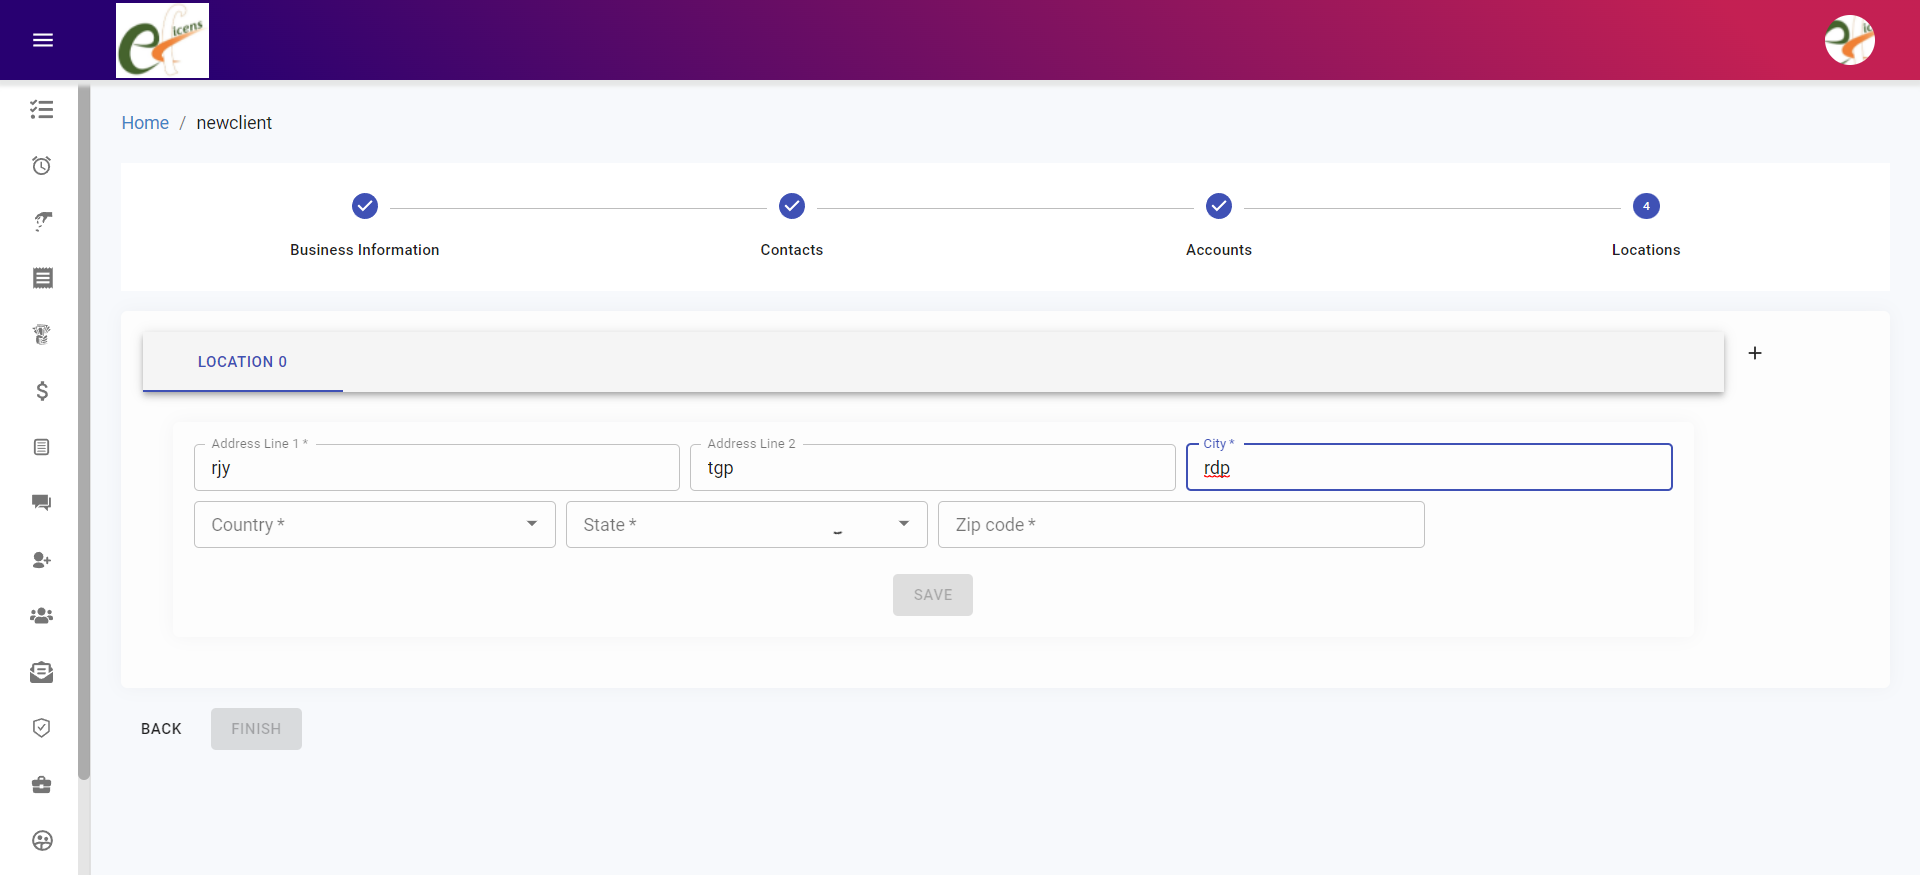 eficens
Home / newclient
4
Business Information
Contacts
Accounts
Locations
LOCATION 0
+
Address Line 1 *
Address Line 2
City *
rjy
tgp
rdp
Country *
State *
Zip code *
SAVE
BACK
FINISH